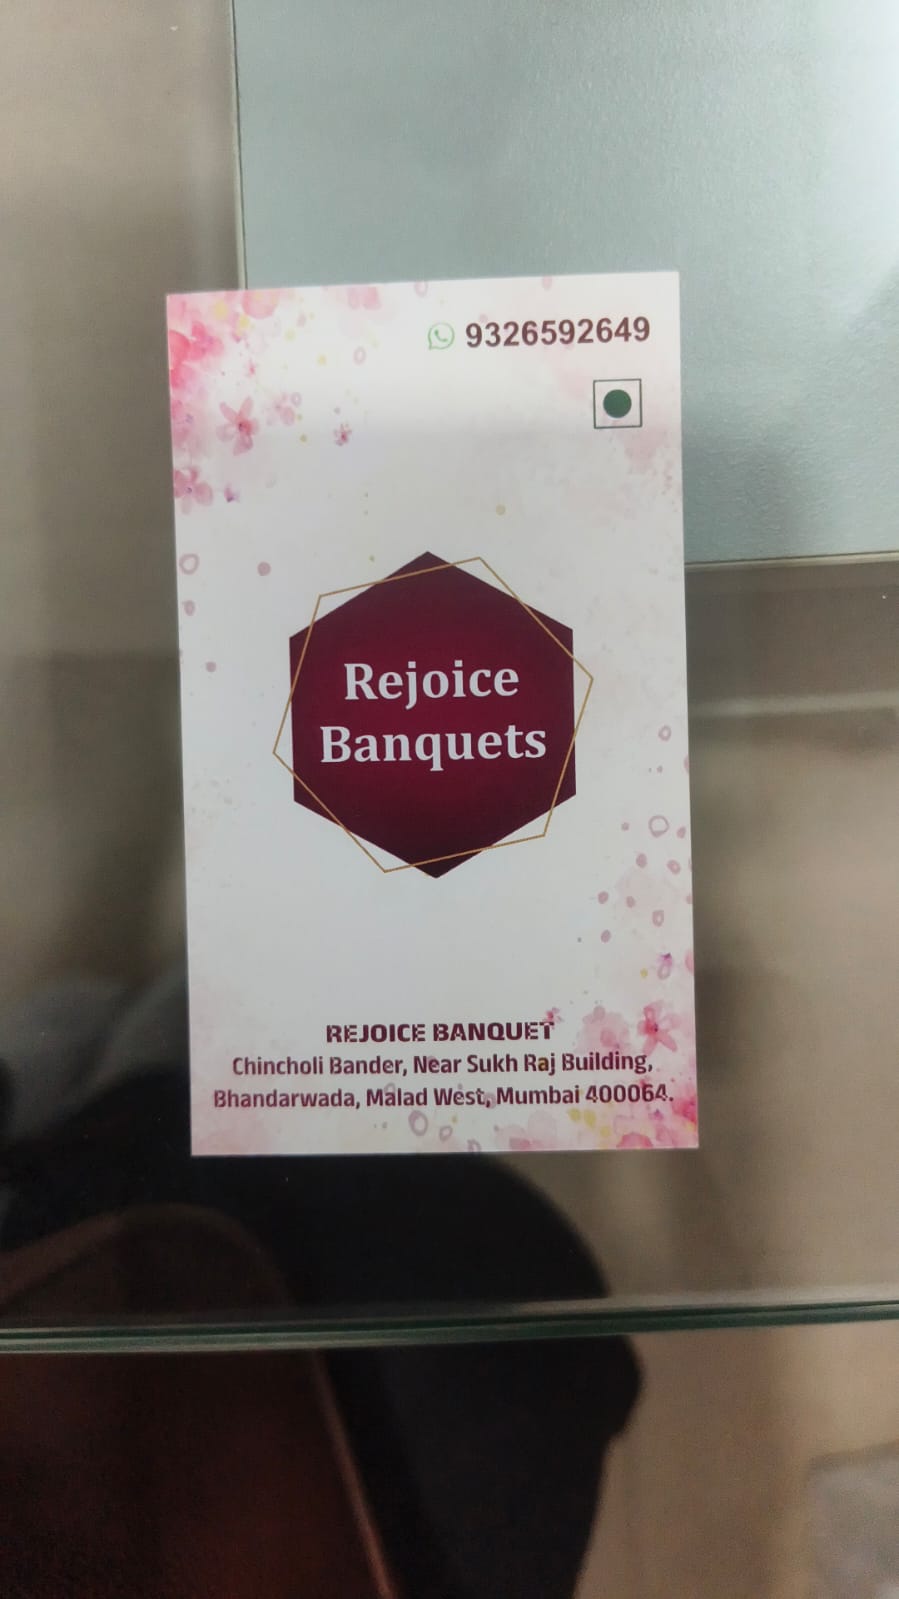 9326592649
Rejoice
Banquets
REJOICE BANQUET
Chincholi Bander, Near Sukh Raj Building,
Bhandarwada, Malad West, Mumbai 400064.